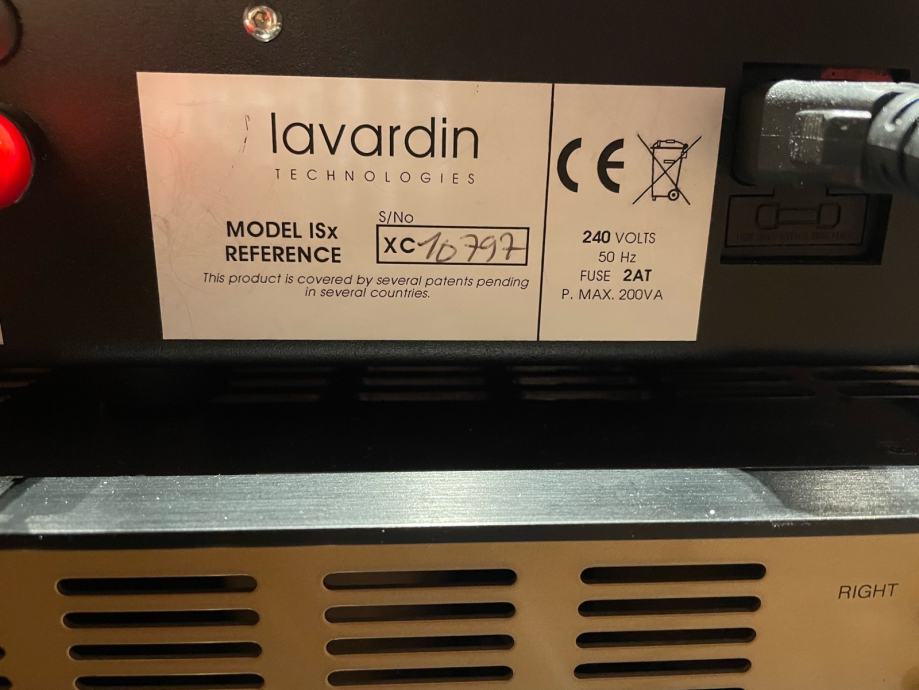 lavardin
TECHNOLOGIES
MODEL ISx
REFERENCE
S/No
XC-10797
This product is covered by several patents pending
in several countries.
CE
240 VOLTS
50 Hz
FUSE 2AT
P. MAX. 200VA
RIGHT